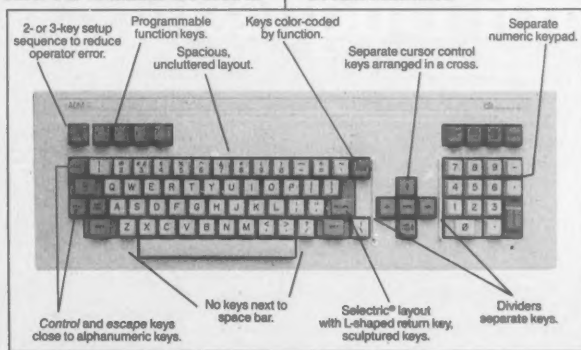 2- or 3-key setup
sequence to reduce
operator error.
Programmable
function keys.
Spacious,
uncluttered layout.
Keys color-coded
by function.
Separate cursor control
keys arranged in a cross.
Separate
numeric keypad.
ADM
7 8 9 -
Q W E R T Y U I O P
4 5 6
A S D F G H J K L
1 2 3
Z X C V B N M
0
Control and escape keys
close to alphanumeric keys.
No keys next to
space bar.
Selectric® layout
with L-shaped return key,
sculptured keys.
Dividers
separate keys.